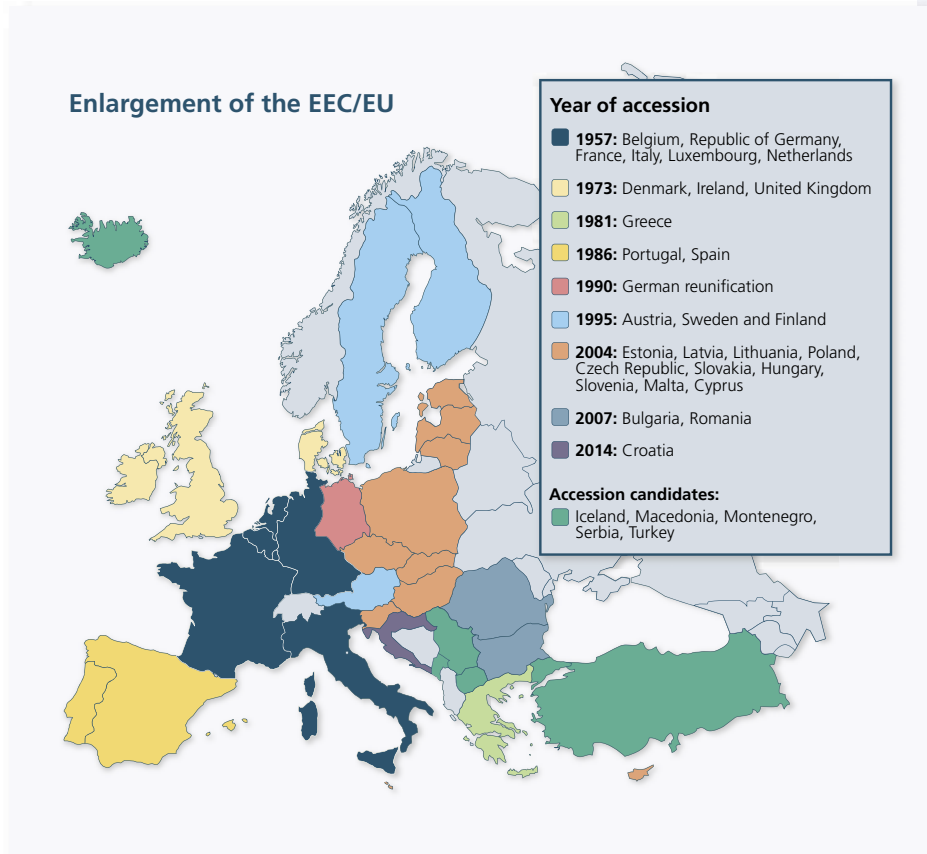 Enlargement of the EEC/EU
Year of accession
1957: Belgium, Republic of Germany,
France, Italy, Luxembourg, Netherlands
1973: Denmark, Ireland, United Kingdom
1981: Greece
1986: Portugal, Spain
1990: German reunification
1995: Austria, Sweden and Finland
2004: Estonia, Latvia, Lithuania, Poland,
Czech Republic, Slovakia, Hungary,
Slovenia, Malta, Cyprus
2007: Bulgaria, Romania
2014: Croatia
Accession candidates:
Iceland, Macedonia, Montenegro,
Serbia, Turkey